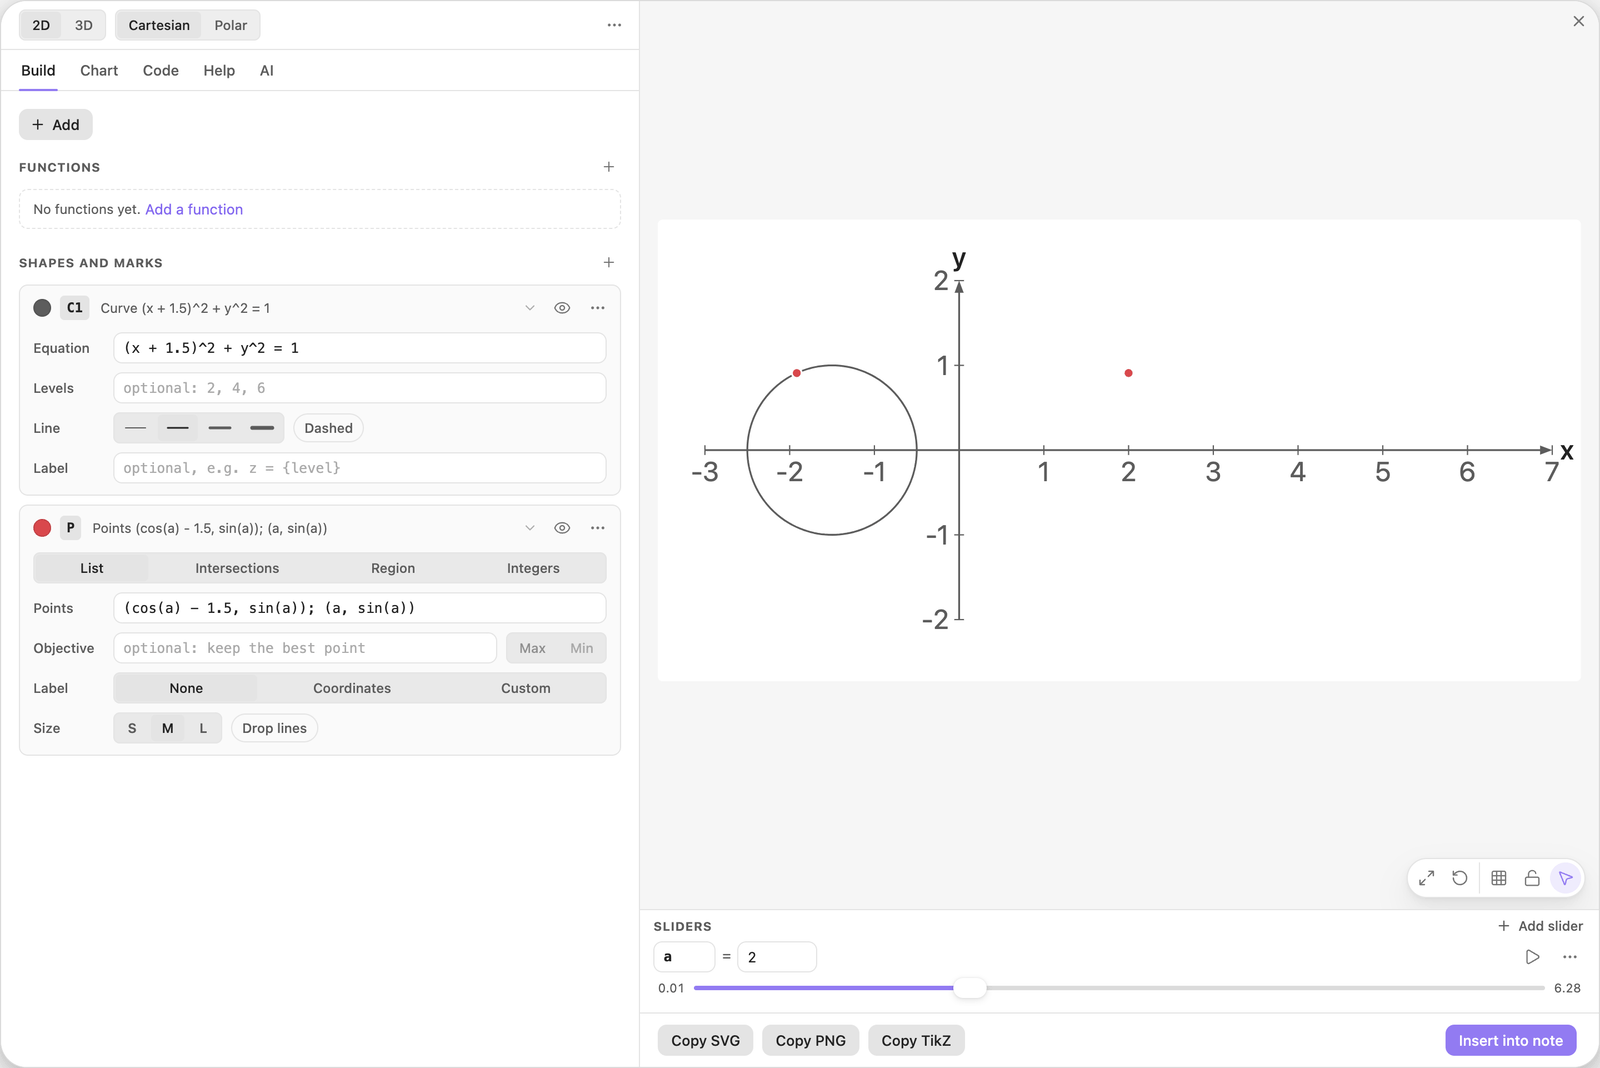 2D 3D Cartesian Polar
Build Chart Code Help AI
+ Add
FUNCTIONS
No functions yet. Add a function
SHAPES AND MARKS
C1 Curve (x + 1.5)^2 + y^2 = 1
Equation (x + 1.5)^2 + y^2 = 1
Levels optional: 2, 4, 6
Line Dashed
Label optional, e.g. z = {level}
P Points (cos(a) - 1.5, sin(a)); (a, sin(a))
List Intersections Region Integers
Points (cos(a) − 1.5, sin(a)); (a, sin(a))
Objective optional: keep the best point Max Min
Label None Coordinates Custom
Size S M L Drop lines
y
2
1
x
-3 -2 -1 1 2 3 4 5 6 7
-1
-2
SLIDERS + Add slider
a = 2
0.01 6.28
Copy SVG Copy PNG Copy TikZ Insert into note